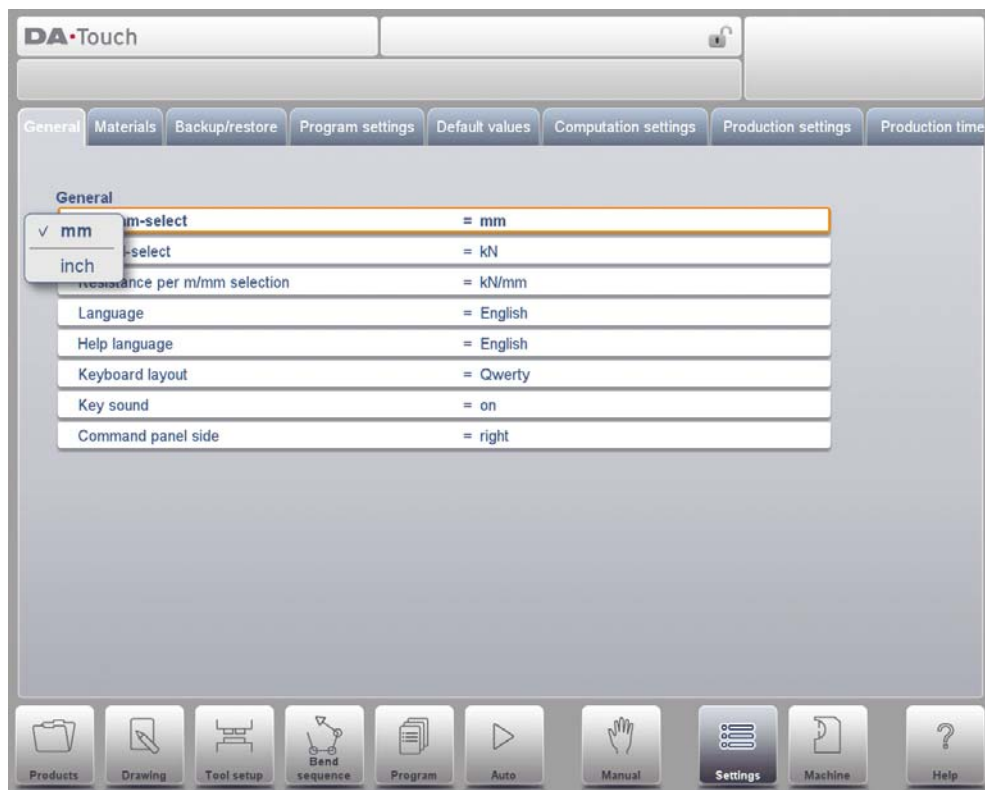 DA·Touch
General Materials Backup/restore Program settings Default values Computation settings Production settings Production time
General
mm-select = mm
✓ mm
-select = kN
inch
Resistance per m/mm selection = kN/mm
Language = English
Help language = English
Keyboard layout = Qwerty
Key sound = on
Command panel side = right
Products Drawing Tool setup Bend sequence Program Auto Manual Settings Machine Help